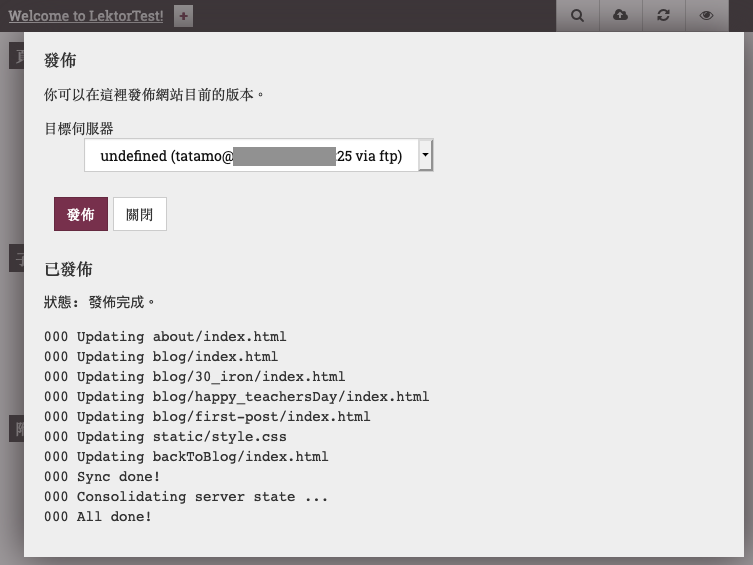 Welcome to LektorTest! +
發佈
你可以在這裡發佈網站目前的版本。
目標伺服器
undefined (tatamo@ 25 via ftp)
發佈 關閉
已發佈
狀態: 發佈完成。
000 Updating about/index.html
000 Updating blog/index.html
000 Updating blog/30_iron/index.html
000 Updating blog/happy_teachersDay/index.html
000 Updating blog/first-post/index.html
000 Updating static/style.css
000 Updating backToBlog/index.html
000 Sync done!
000 Consolidating server state ...
000 All done!